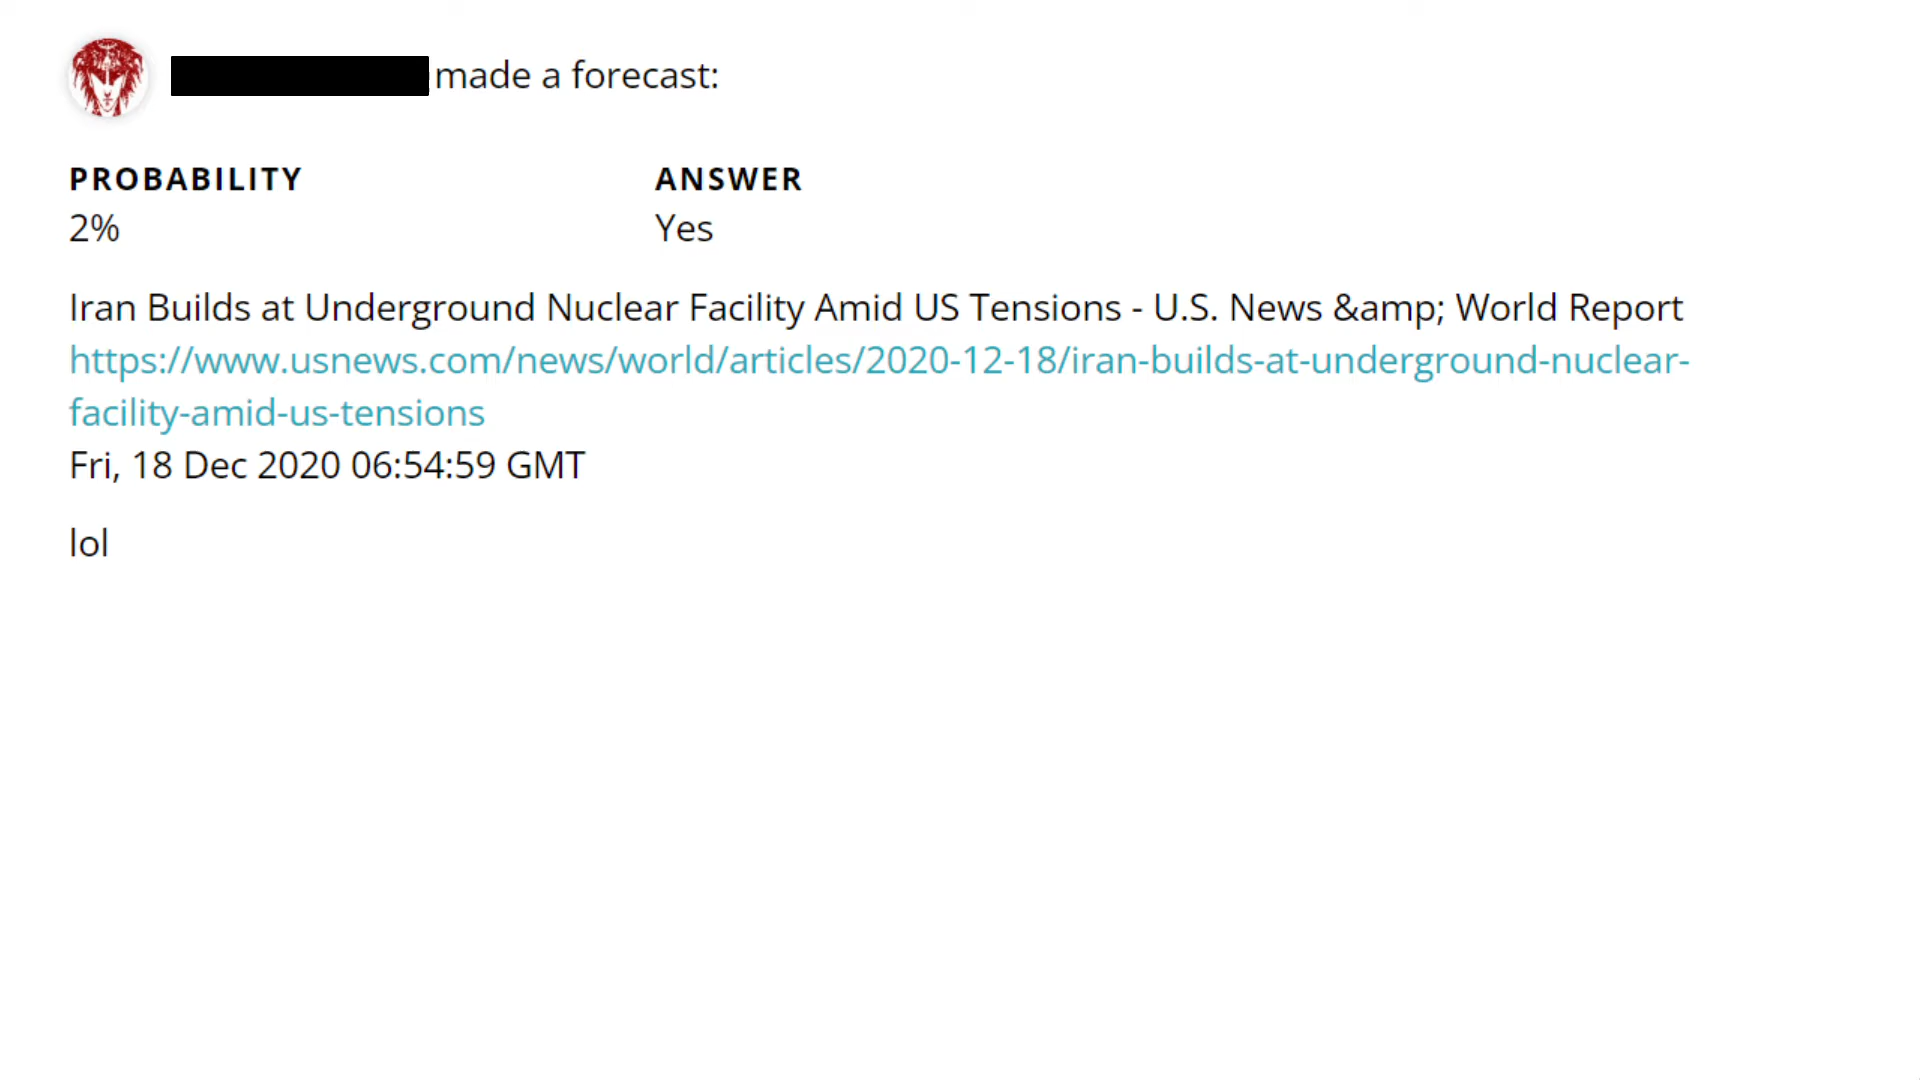 made a forecast:
PROBABILITY ANSWER
2% Yes
Iran Builds at Underground Nuclear Facility Amid US Tensions - U.S. News &amp; World Report
https://www.usnews.com/news/world/articles/2020-12-18/iran-builds-at-underground-nuclear-
facility-amid-us-tensions
Fri, 18 Dec 2020 06:54:59 GMT
lol